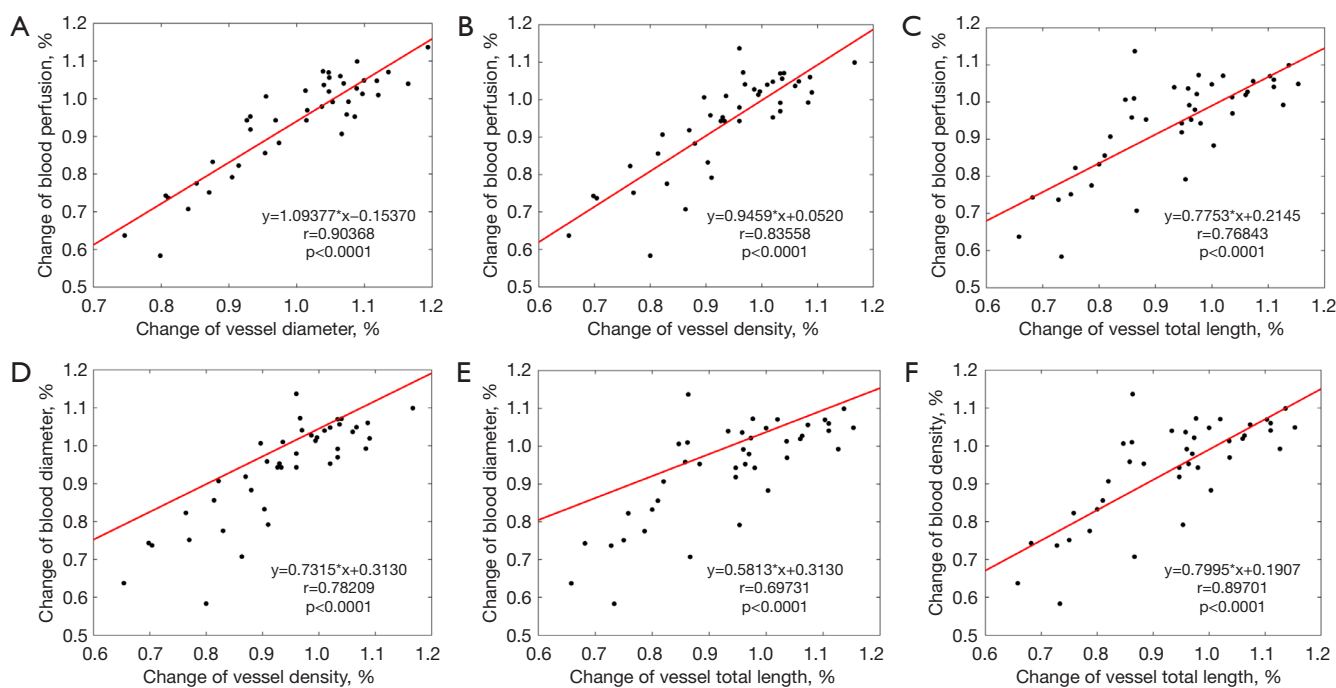 A
Change of blood perfusion, %
1.2
1.1
1.0
0.9
0.8
0.7
0.6
0.5
y=1.09377*x−0.15370
r=0.90368
p<0.0001
0.7 0.8 0.9 1.0 1.1 1.2
Change of vessel diameter, %
B
Change of blood perfusion, %
1.2
1.1
1.0
0.9
0.8
0.7
0.6
0.5
y=0.9459*x+0.0520
r=0.83558
p<0.0001
0.6 0.7 0.8 0.9 1.0 1.1 1.2
Change of vessel density, %
C
Change of blood perfusion, %
1.2
1.1
1.0
0.9
0.8
0.7
0.6
0.5
y=0.7753*x+0.2145
r=0.76843
p<0.0001
0.6 0.7 0.8 0.9 1.0 1.1 1.2
Change of vessel total length, %
D
Change of blood diameter, %
1.2
1.1
1.0
0.9
0.8
0.7
0.6
0.5
y=0.7315*x+0.3130
r=0.78209
p<0.0001
0.6 0.7 0.8 0.9 1.0 1.1 1.2
Change of vessel density, %
E
Change of blood diameter, %
1.2
1.1
1.0
0.9
0.8
0.7
0.6
0.5
y=0.5813*x+0.3130
r=0.69731
p<0.0001
0.6 0.7 0.8 0.9 1.0 1.1 1.2
Change of vessel total length, %
F
Change of blood density, %
1.2
1.1
1.0
0.9
0.8
0.7
0.6
0.5
y=0.7995*x+0.1907
r=0.89701
p<0.0001
0.6 0.7 0.8 0.9 1.0 1.1 1.2
Change of vessel total length, %